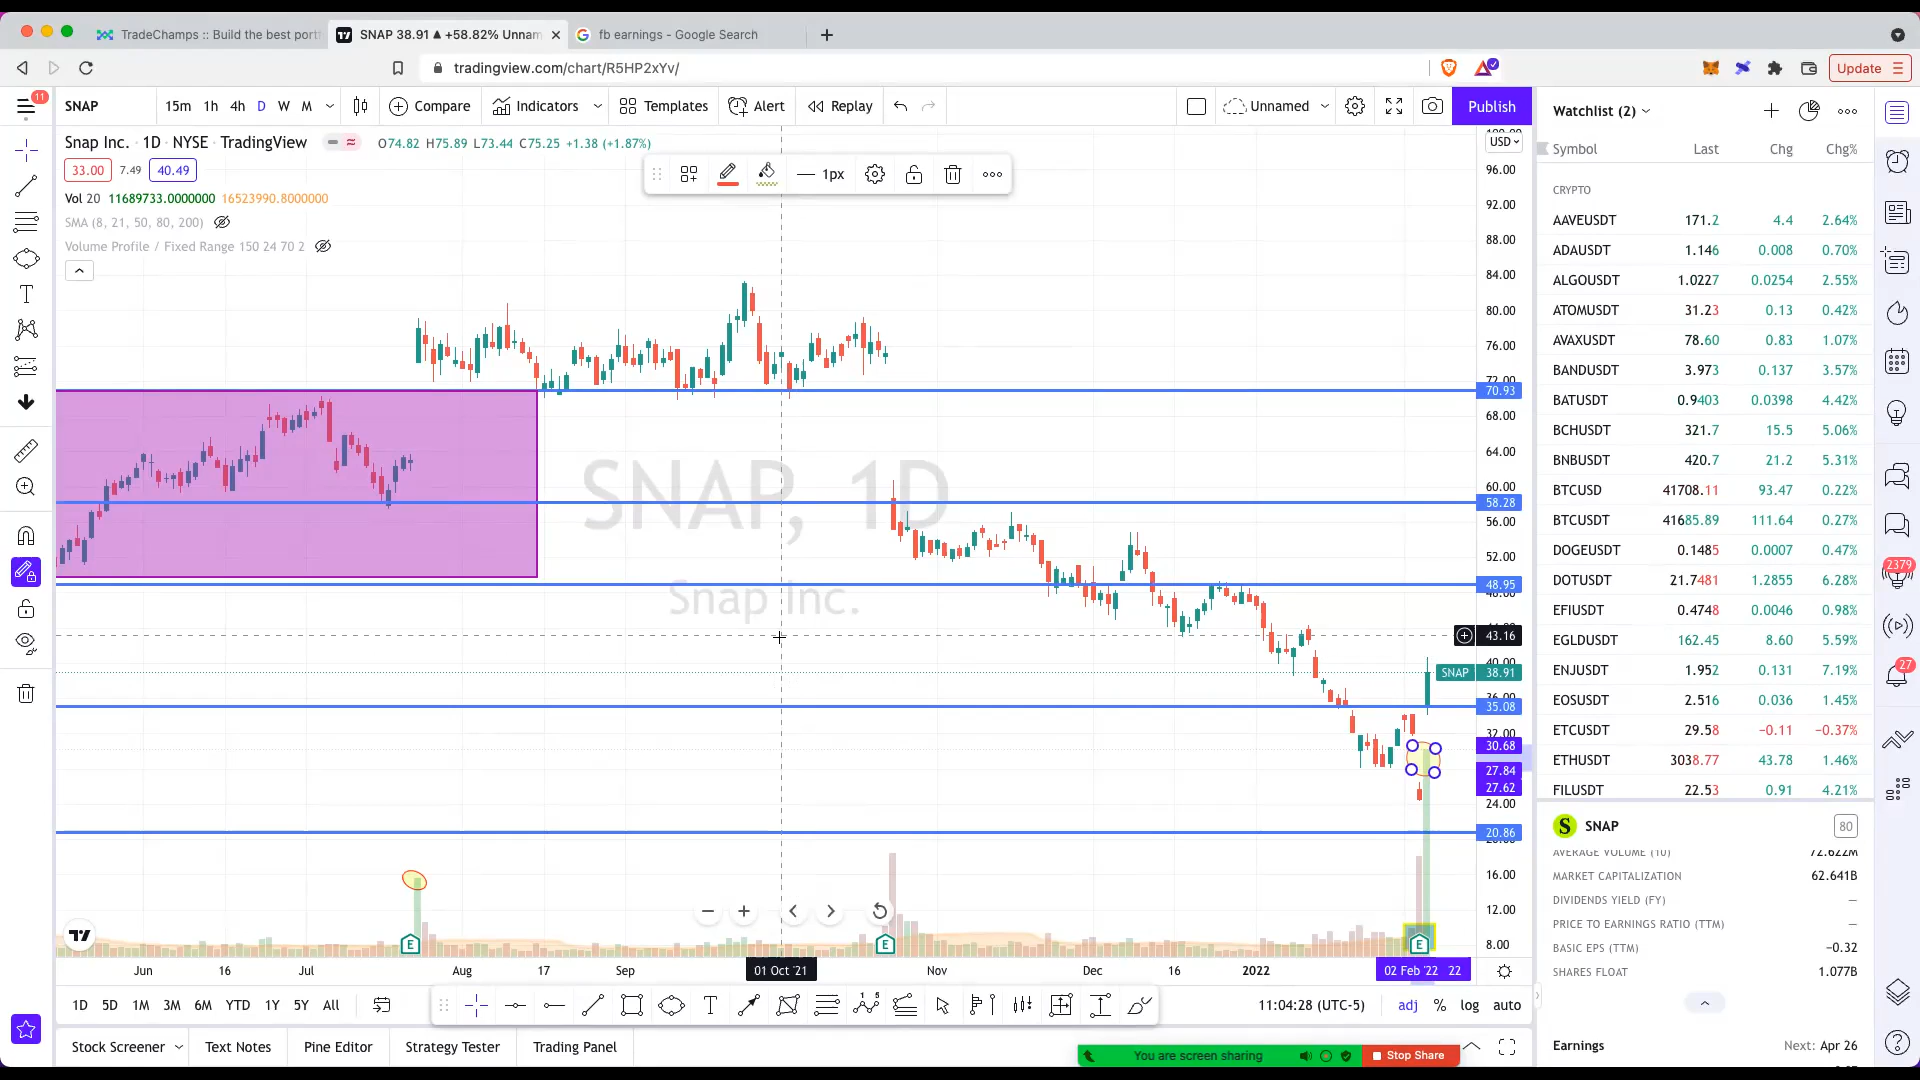 TradeChamps :: Build the best portf
SNAP 38.91 ▲ +58.82% Unnam
fb earnings - Google Search
tradingview.com/chart/R5HP2xYv/
Update
11
SNAP
15m 1h 4h D W M
Compare
Indicators
Templates
Alert
Replay
Unnamed
Publish
Snap Inc. · 1D · NYSE · TradingView
O74.82 H75.89 L73.44 C75.25 +1.38 (+1.87%)
33.00 7.49 40.49
Vol 20 11689733.0000000 16523990.8000000
SMA (8, 21, 50, 80, 200)
Volume Profile / Fixed Range 150 24 70 2
1px
USD
96.00
92.00
88.00
84.00
80.00
76.00
72.00
70.93
68.00
64.00
60.00
58.28
56.00
52.00
48.95
48.00
43.16
40.00
SNAP 38.91
36.00
35.08
32.00
30.68
27.84
27.62
24.00
20.86
16.00
12.00
8.00
SNAP, 1D
Snap Inc.
E E E
Jun 16 Jul Aug 17 Sep 01 Oct '21 Nov Dec 16 2022 02 Feb '22 22
1D 5D 1M 3M 6M YTD 1Y 5Y All
11:04:28 (UTC-5) adj % log auto
Stock Screener Text Notes Pine Editor Strategy Tester Trading Panel
You are screen sharing Stop Share
Watchlist (2)
Symbol Last Chg Chg%
CRYPTO
AAVEUSDT 171.2 4.4 2.64%
ADAUSDT 1.146 0.008 0.70%
ALGOUSDT 1.0227 0.0254 2.55%
ATOMUSDT 31.23 0.13 0.42%
AVAXUSDT 78.60 0.83 1.07%
BANDUSDT 3.973 0.137 3.57%
BATUSDT 0.9403 0.0398 4.42%
BCHUSDT 321.7 15.5 5.06%
BNBUSDT 420.7 21.2 5.31%
BTCUSD 41708.11 93.47 0.22%
BTCUSDT 41685.89 111.64 0.27%
DOGEUSDT 0.1485 0.0007 0.47%
DOTUSDT 21.7481 1.2855 6.28%
EFIUSDT 0.4748 0.0046 0.98%
EGLDUSDT 162.45 8.60 5.59%
ENJUSDT 1.952 0.131 7.19%
EOSUSDT 2.516 0.036 1.45%
ETCUSDT 29.58 −0.11 −0.37%
ETHUSDT 3038.77 43.78 1.46%
FILUSDT 22.53 0.91 4.21%
SNAP 80
AVERAGE VOLUME (10) 72.622M
MARKET CAPITALIZATION 62.641B
DIVIDENDS YIELD (FY) —
PRICE TO EARNINGS RATIO (TTM) —
BASIC EPS (TTM) −0.32
SHARES FLOAT 1.077B
Earnings Next: Apr 26
2379
27